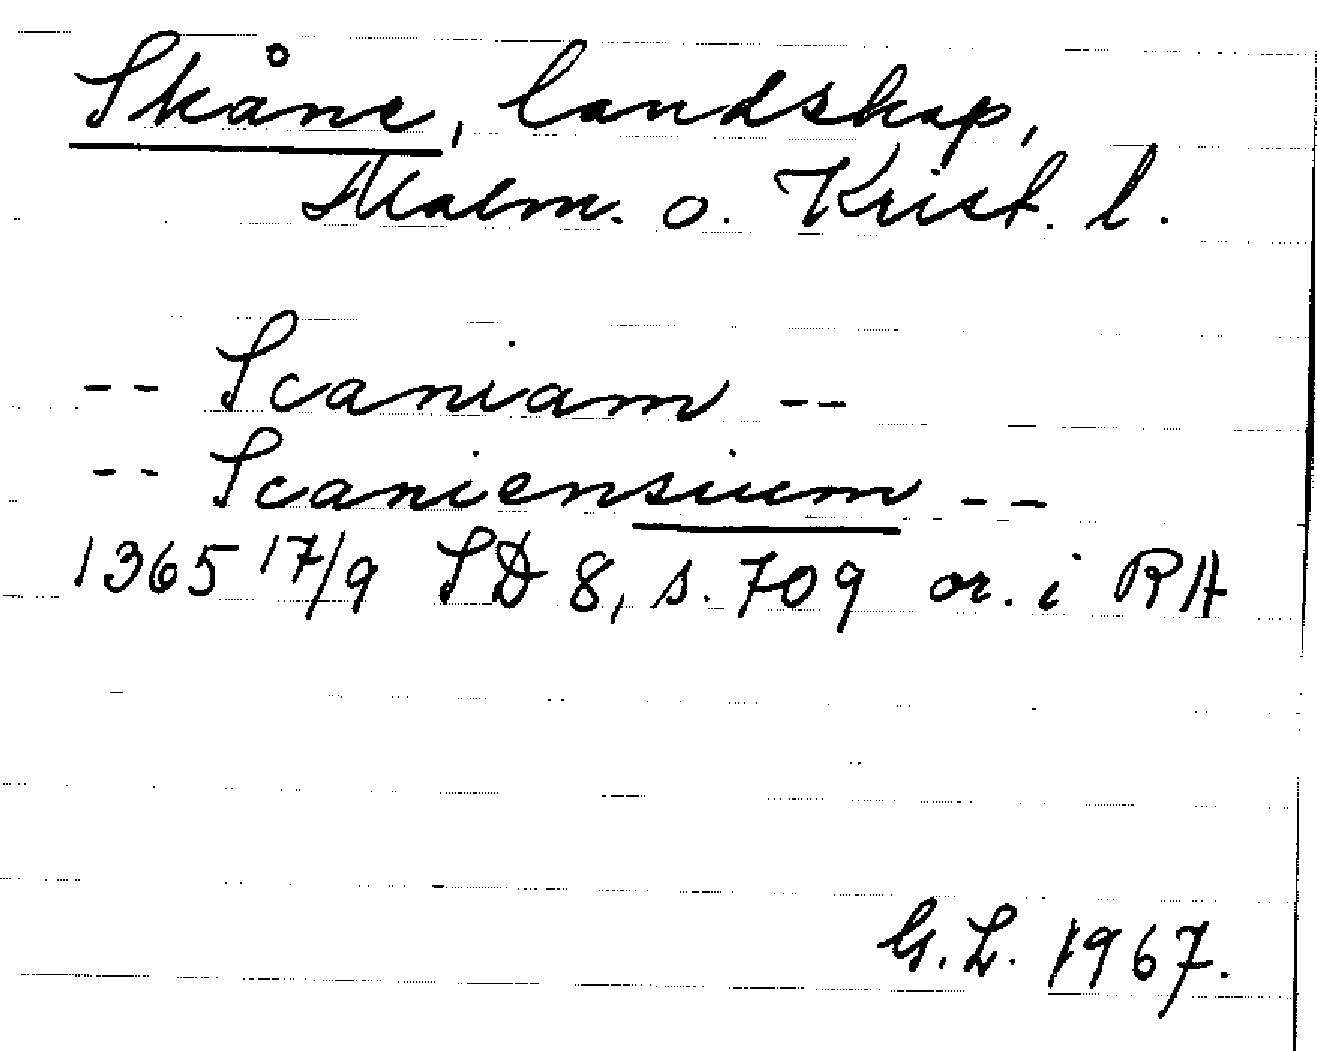 Skåne, landskap,
Malm. o. Krist. l.
-- Scaniam --
-- Scaniensium --
1365 17/9 SD 8, s. 709 or. i RA
G.L. 1967.